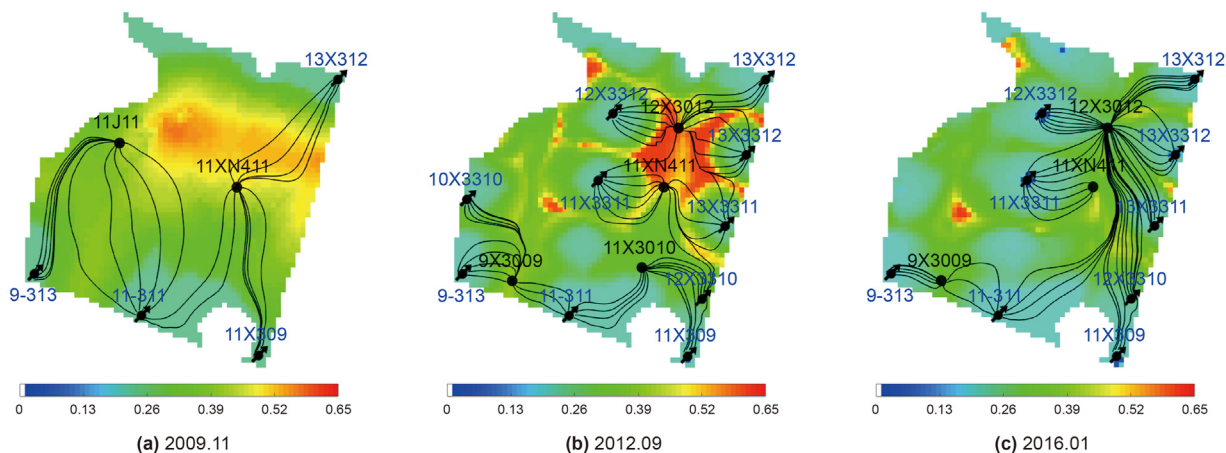 13X312
11J11
11XN411
9-313
11-311
11X309
0 0.13 0.26 0.39 0.52 0.65
(a) 2009.11
13X312
12X3312
12X3012
13X3312
11XN411
10X3310
11X3311
13X3311
11X3010
9X3009
12X3310
9-313
11-311
11X309
0 0.13 0.26 0.39 0.52 0.65
(b) 2012.09
13X312
12X3312
12X3012
13X3312
11XN411
11X3311
13X3311
9X3009
12X3310
9-313
11-311
11X309
0 0.13 0.26 0.39 0.52 0.65
(c) 2016.01